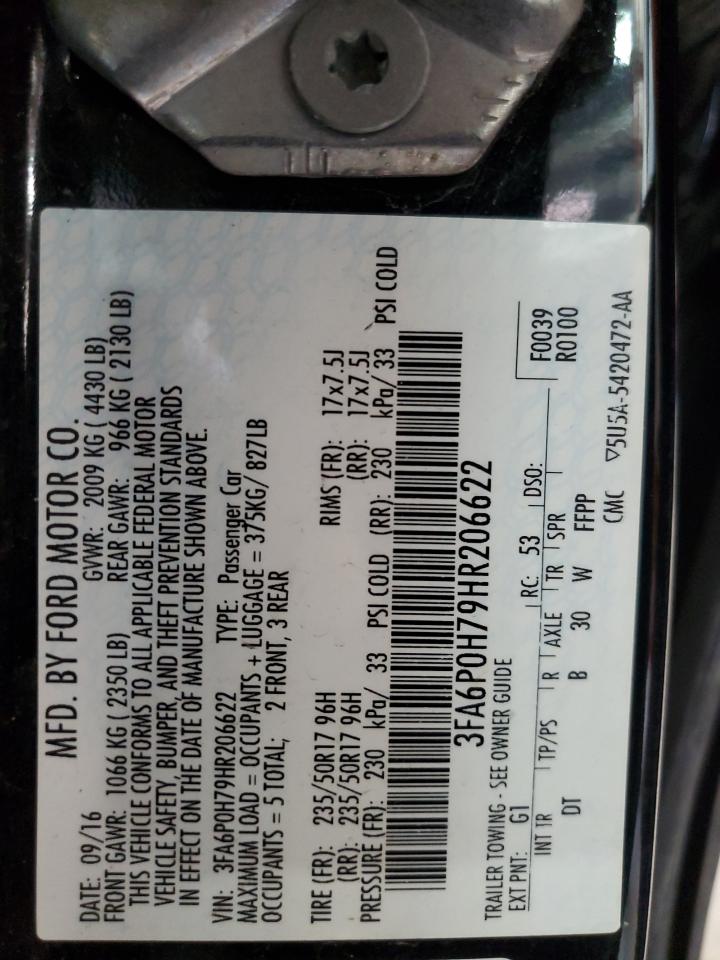 MFD. BY FORD MOTOR CO.
DATE: 09/16 GVWR: 2009 KG ( 4430 LB)
FRONT GAWR: 1066 KG ( 2350 LB) REAR GAWR: 966 KG ( 2130 LB)
THIS VEHICLE CONFORMS TO ALL APPLICABLE FEDERAL MOTOR
VEHICLE SAFETY, BUMPER, AND THEFT PREVENTION STANDARDS
IN EFFECT ON THE DATE OF MANUFACTURE SHOWN ABOVE.
VIN: 3FA6P0H79HR206622 TYPE: Passenger Car
MAXIMUM LOAD = OCCUPANTS + LUGGAGE = 375KG/ 827LB
OCCUPANTS = 5 TOTAL; 2 FRONT, 3 REAR
TIRE (FR): 235/50R17 96H RIMS (FR): 17x7.5J
(RR): 235/50R17 96H (RR): 17x7.5J
PRESSURE (FR): 230 kPa/ 33 PSI COLD (RR): 230 kPa/ 33 PSI COLD
3FA6P0H79HR206622
TRAILER TOWING - SEE OWNER GUIDE
EXT PNT: G1 RC: 53 DSO: F0039
R0100
INT TR TP/PS R AXLE TR SPR
DT B 30 W FFPP
CMC ▽5U5A-5420472-AA